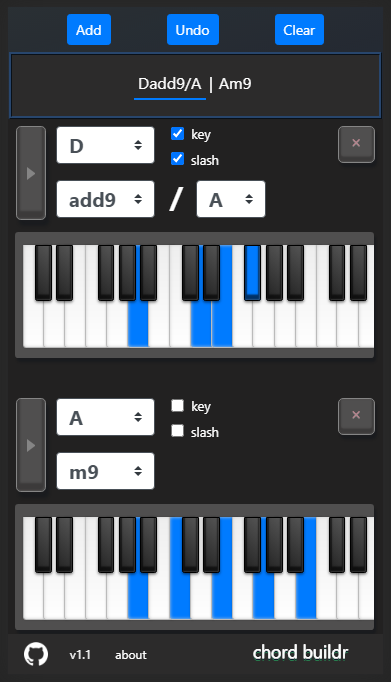 Add Undo Clear
Dadd9/A | Am9
D key ×
slash
add9 / A
A key ×
slash
m9
v1.1 about chord buildr